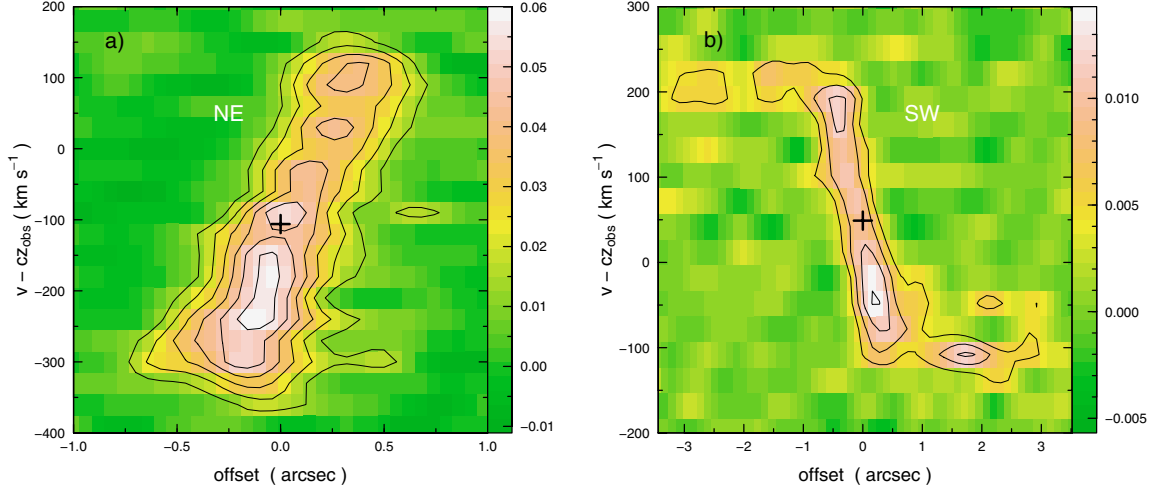 a)
NE
200
100
0
−100
−200
−300
−400
v − cz_obs ( km s⁻¹ )
−1.0 −0.5 0.0 0.5 1.0
offset ( arcsec )
0.06
0.05
0.04
0.03
0.02
0.01
0.00
−0.01
b)
SW
300
200
100
0
−100
−200
v − cz_obs ( km s⁻¹ )
−3 −2 −1 0 1 2 3
offset ( arcsec )
0.010
0.005
0.000
−0.005